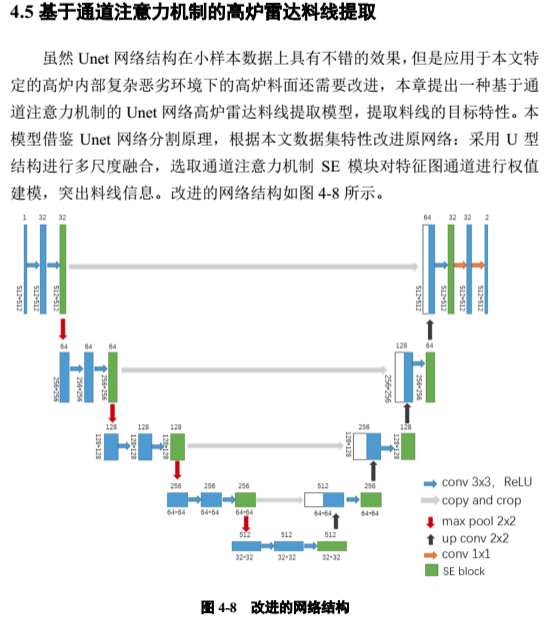 4.5 基于通道注意力机制的高炉雷达料线提取
虽然 Unet 网络结构在小样本数据上具有不错的效果，但是应用于本文特
定的高炉内部复杂恶劣环境下的高炉料面还需要改进，本章提出一种基于通
道注意力机制的 Unet 网络高炉雷达料线提取模型，提取料线的目标特性。本
模型借鉴 Unet 网络分割原理，根据本文数据集特性改进原网络：采用 U 型
结构进行多尺度融合，选取通道注意力机制 SE 模块对特征图通道进行权值
建模，突出料线信息。改进的网络结构如图 4-8 所示。
1 32 32 64 32 32 2
512*512 512*512 512*512 512*512 512*512 512*512
64 64 64 128 64
256*256 256*256 256*256 256*256
128 128 128 256 128
128*128 128*128 128*128 128*128 128*128
256 256 256 512 256
64*64 64*64 64*64 64*64 64*64
512 512 512
32*32 32*32 32*32
conv 3x3，ReLU
copy and crop
max pool 2x2
up conv 2x2
conv 1x1
SE block
图 4-8 改进的网络结构